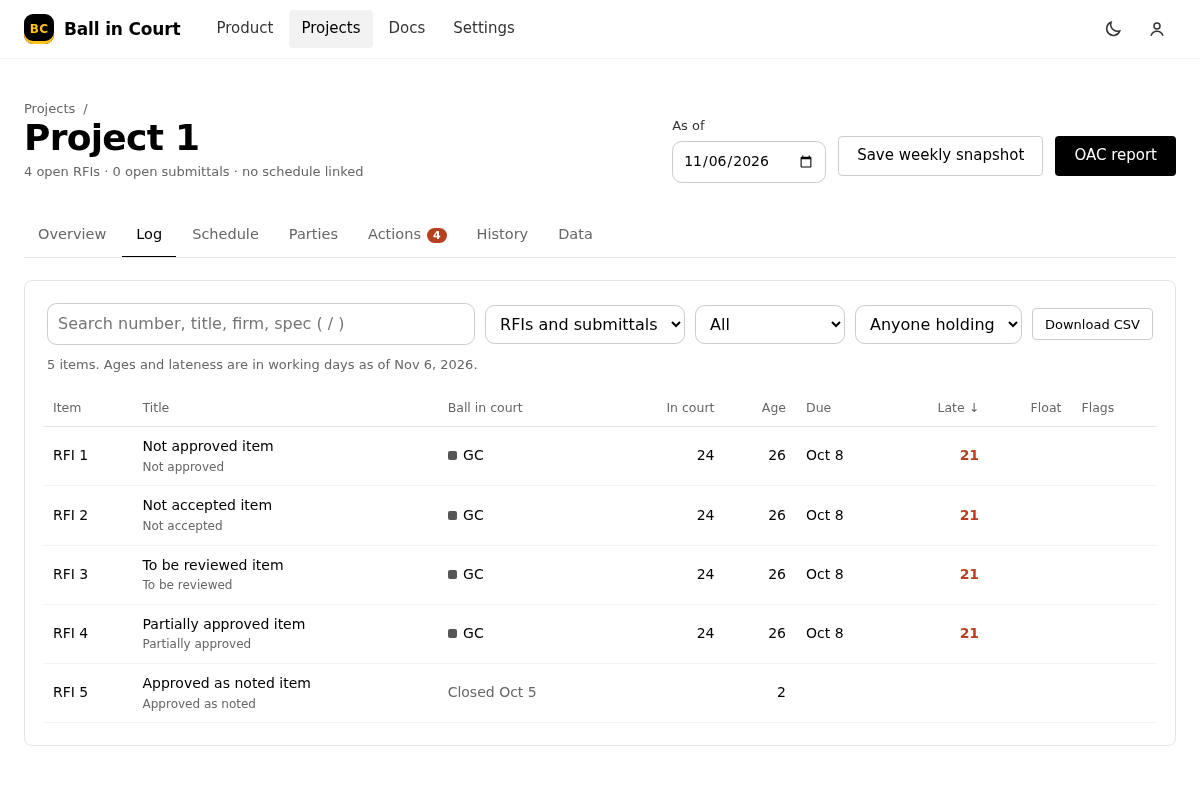 BC Ball in Court Product Projects Docs Settings
Projects /
Project 1
4 open RFIs · 0 open submittals · no schedule linked
As of
11/06/2026 Save weekly snapshot OAC report
Overview Log Schedule Parties Actions 4 History Data
Search number, title, firm, spec ( / ) RFIs and submittals All Anyone holding Download CSV
5 items. Ages and lateness are in working days as of Nov 6, 2026.
Item Title Ball in court In court Age Due Late ↓ Float Flags
RFI 1 Not approved item GC 24 26 Oct 8 21
Not approved
RFI 2 Not accepted item GC 24 26 Oct 8 21
Not accepted
RFI 3 To be reviewed item GC 24 26 Oct 8 21
To be reviewed
RFI 4 Partially approved item GC 24 26 Oct 8 21
Partially approved
RFI 5 Approved as noted item Closed Oct 5 2
Approved as noted